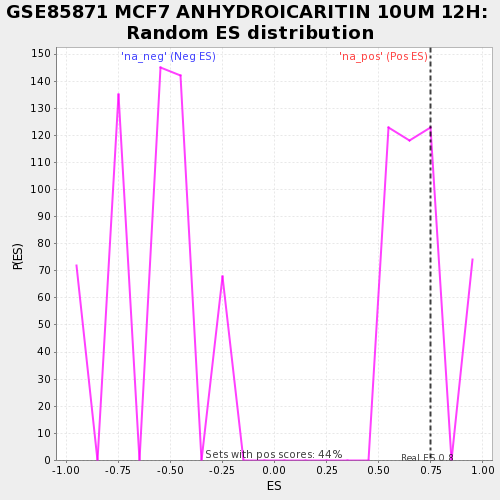 GSE85871 MCF7 ANHYDROICARITIN 10UM 12H:
Random ES distribution
'na_neg' (Neg ES)
'na_pos' (Pos ES)
150
140
130
120
110
100
90
80
70
60
50
40
30
20
10
0
P(ES)
Sets with pos scores: 44%
Real ES 0.8
-1.00 -0.75 -0.50 -0.25 0.00 0.25 0.50 0.75 1.00
ES